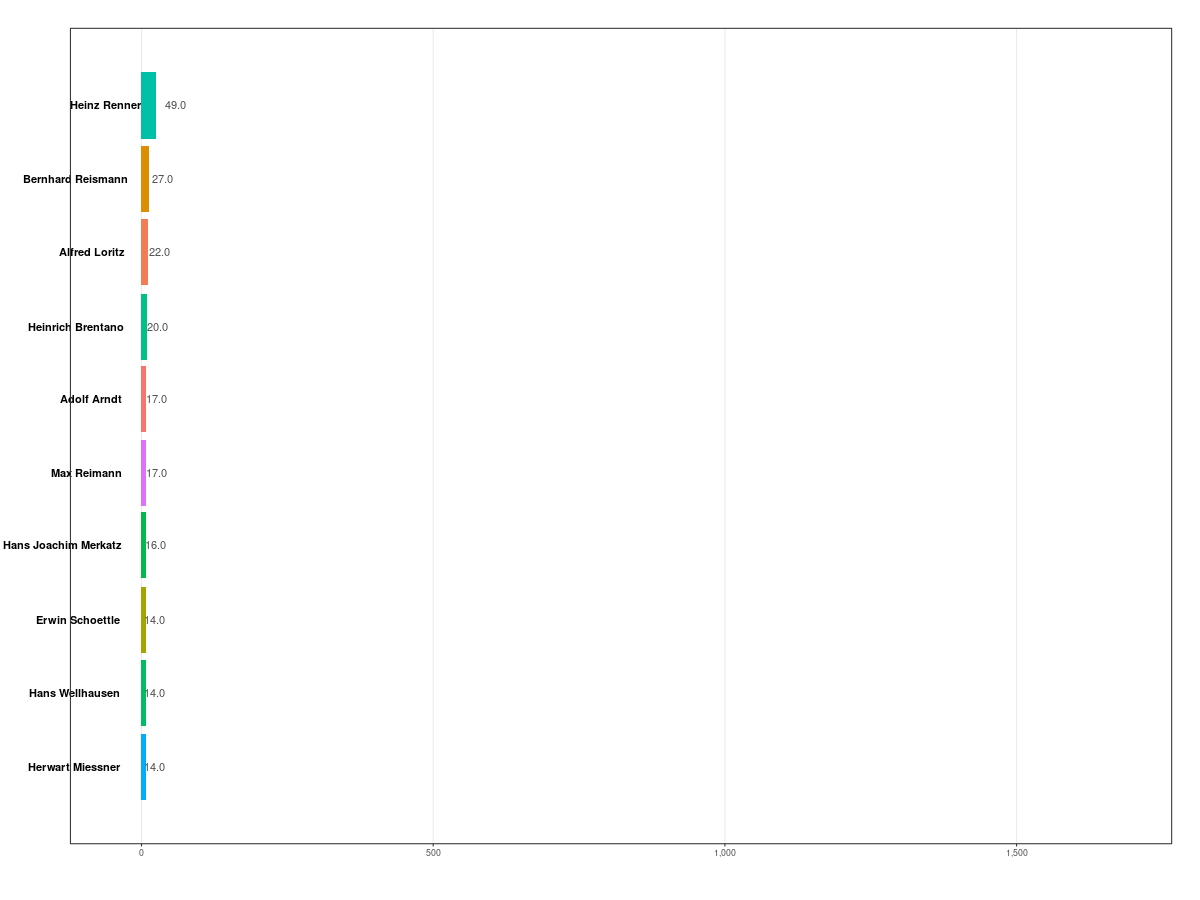 Heinz Renner 49.0
Bernhard Reismann 27.0
Alfred Loritz 22.0
Heinrich Brentano 20.0
Adolf Arndt 17.0
Max Reimann 17.0
Hans Joachim Merkatz 16.0
Erwin Schoettle 14.0
Hans Wellhausen 14.0
Herwart Miessner 14.0
0 500 1,000 1,500